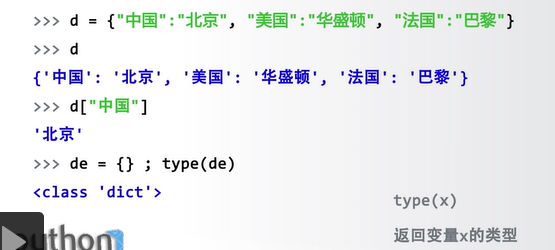 >>> d = {"中国":"北京", "美国":"华盛顿", "法国":"巴黎"}
>>> d
{'中国': '北京', '美国': '华盛顿', '法国': '巴黎'}
>>> d["中国"]
'北京'
>>> de = {} ; type(de)
<class 'dict'>
type(x)
返回变量x的类型